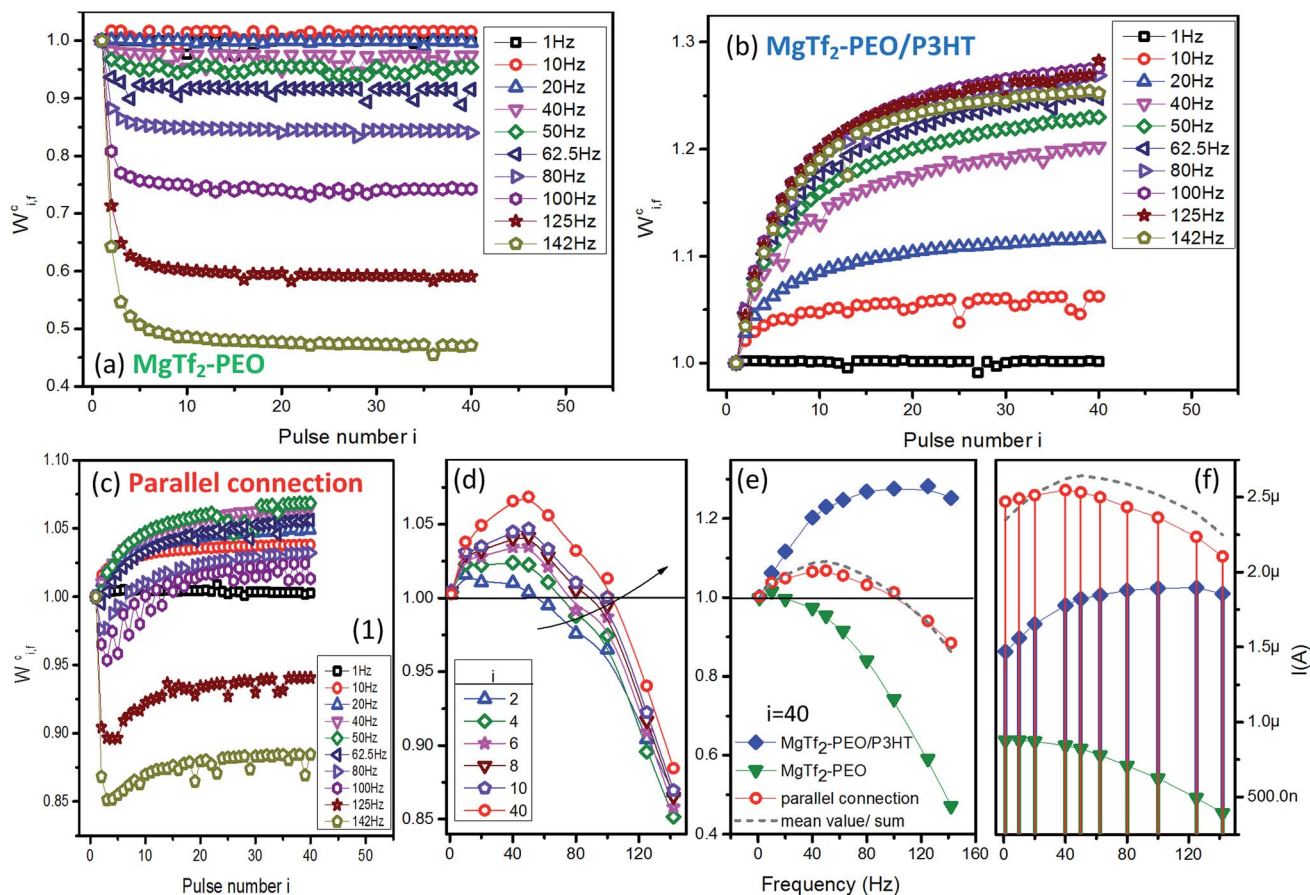 (a) MgTf₂-PEO
W^c_{i,f}
1.0
0.9
0.8
0.7
0.6
0.5
0.4
0
10
20
30
40
50
Pulse number i
1Hz
10Hz
20Hz
40Hz
50Hz
62.5Hz
80Hz
100Hz
125Hz
142Hz
(b) MgTf₂-PEO/P3HT
W^c_{i,f}
1.3
1.2
1.1
1.0
0
10
20
30
40
50
Pulse number i
1Hz
10Hz
20Hz
40Hz
50Hz
62.5Hz
80Hz
100Hz
125Hz
142Hz
(c) Parallel connection
W^c_{i,f}
1.10
1.05
1.00
0.95
0.90
0.85
0
10
20
30
40
50
Pulse number i
(1)
1Hz
10Hz
20Hz
40Hz
50Hz
62.5Hz
80Hz
100Hz
125Hz
142Hz
(d)
1.05
1.00
0.95
0.90
0.85
0
40
80
120
i
2
4
6
8
10
40
(e)
1.2
1.0
0.8
0.6
0.4
0
40
80
120
160
i=40
MgTf₂-PEO/P3HT
MgTf₂-PEO
parallel connection
mean value/ sum
Frequency (Hz)
(f)
2.5µ
2.0µ
1.5µ
1.0µ
500.0n
I(A)
0
40
80
120